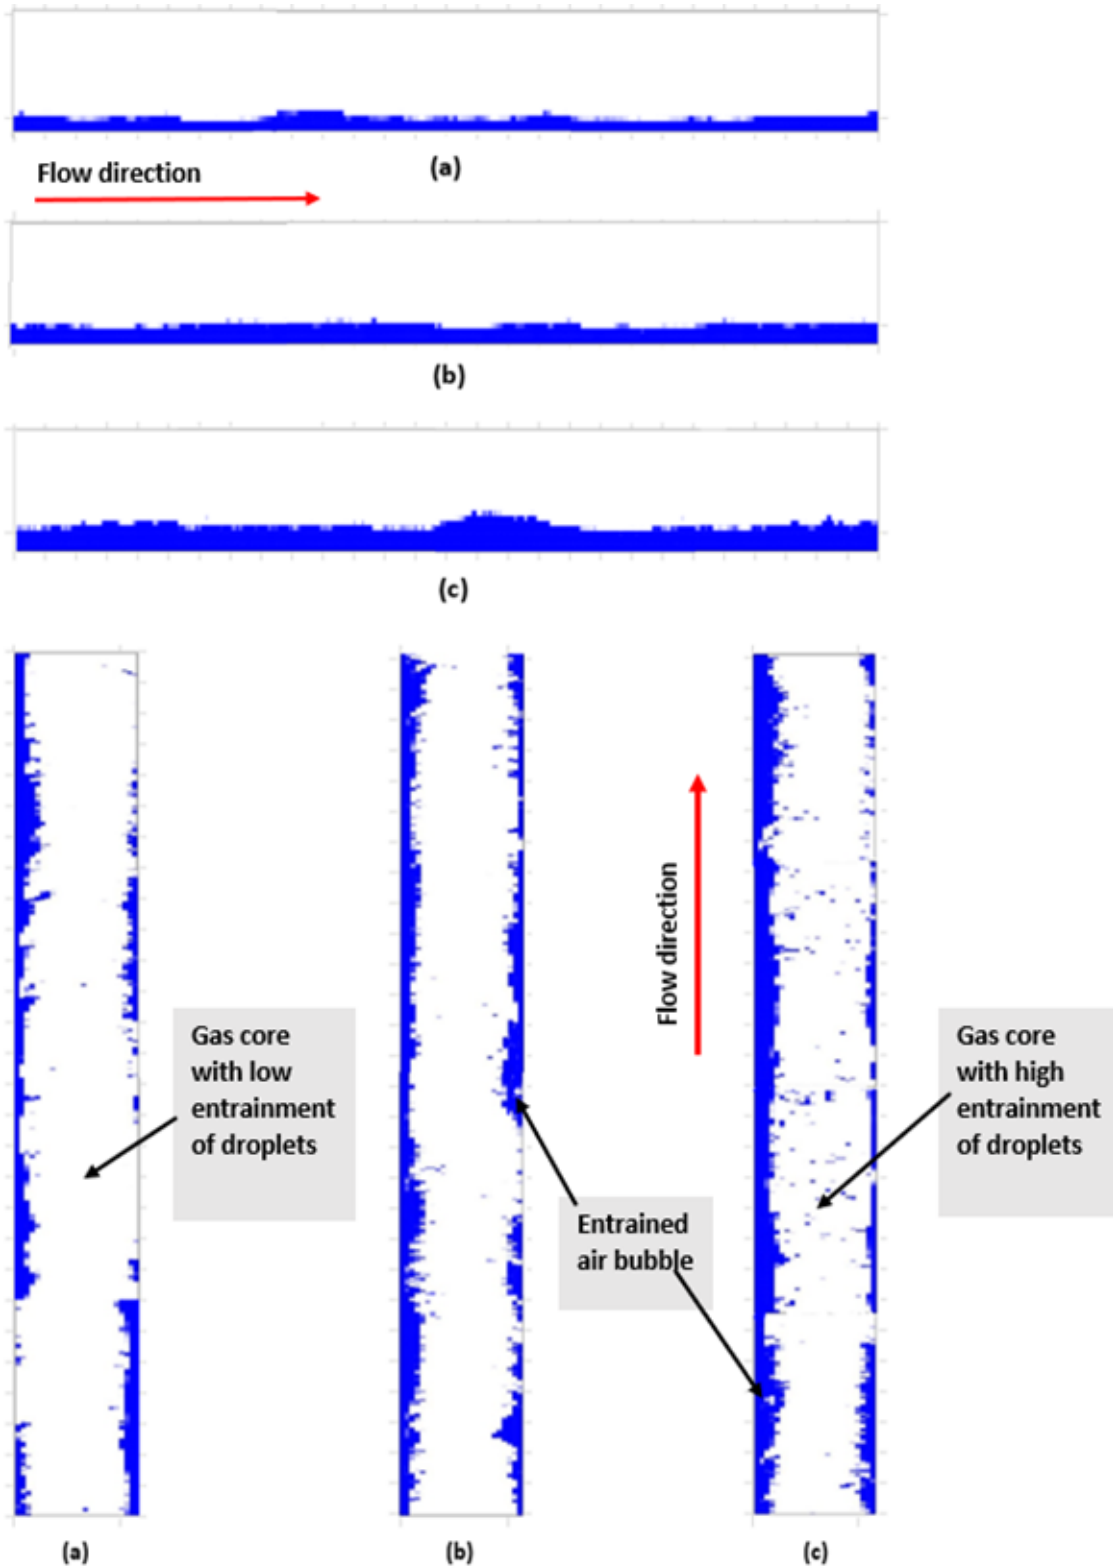 (a)
Flow direction
(b)
(c)
Flow direction
Gas core
with low
entrainment
of droplets
Gas core
with high
entrainment
of droplets
Entrained
air bubble
(a)
(b)
(c)